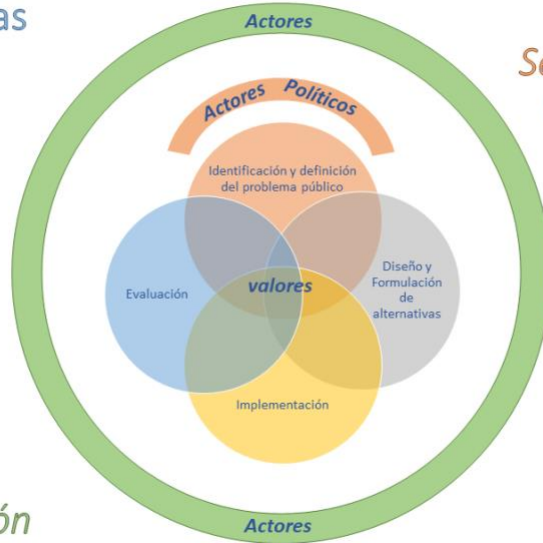 as
Actores
Se
Actores Políticos
Identificación y definición
del problema público
Evaluación
valores
Diseño y
Formulación
de
alternativas
Implementación
ón
Actores